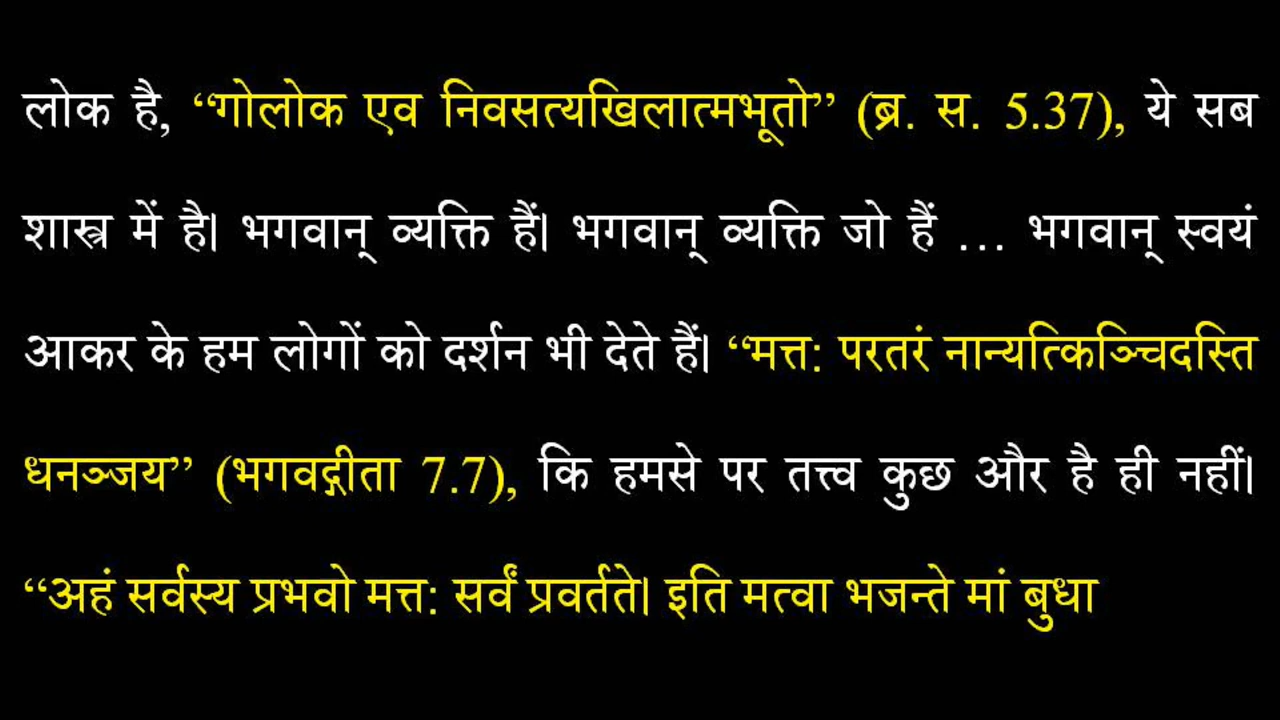 लोक है, “गोलोक एव निवसत्यखिलात्मभूतो” (ब्र. स. 5.37), ये सब
शास्त्र में है। भगवान् व्यक्ति हैं। भगवान् व्यक्ति जो हैं ... भगवान् स्वयं
आकर के हम लोगों को दर्शन भी देते हैं। “मत्त: परतरं नान्यत्किञ्चिदस्ति
धनञ्जय” (भगवद्गीता 7.7), कि हमसे पर तत्त्व कुछ और है ही नहीं।
“अहं सर्वस्य प्रभवो मत्त: सर्वं प्रवर्तते। इति मत्वा भजन्ते मां बुधा